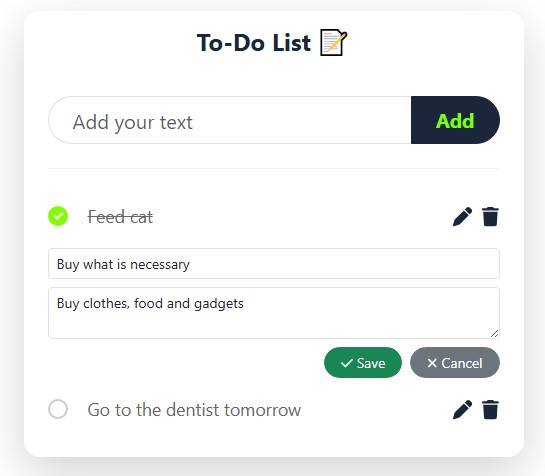 To-Do List 📝
Add your text
Add
Feed cat
Buy what is necessary
Buy clothes, food and gadgets
Save
Cancel
Go to the dentist tomorrow